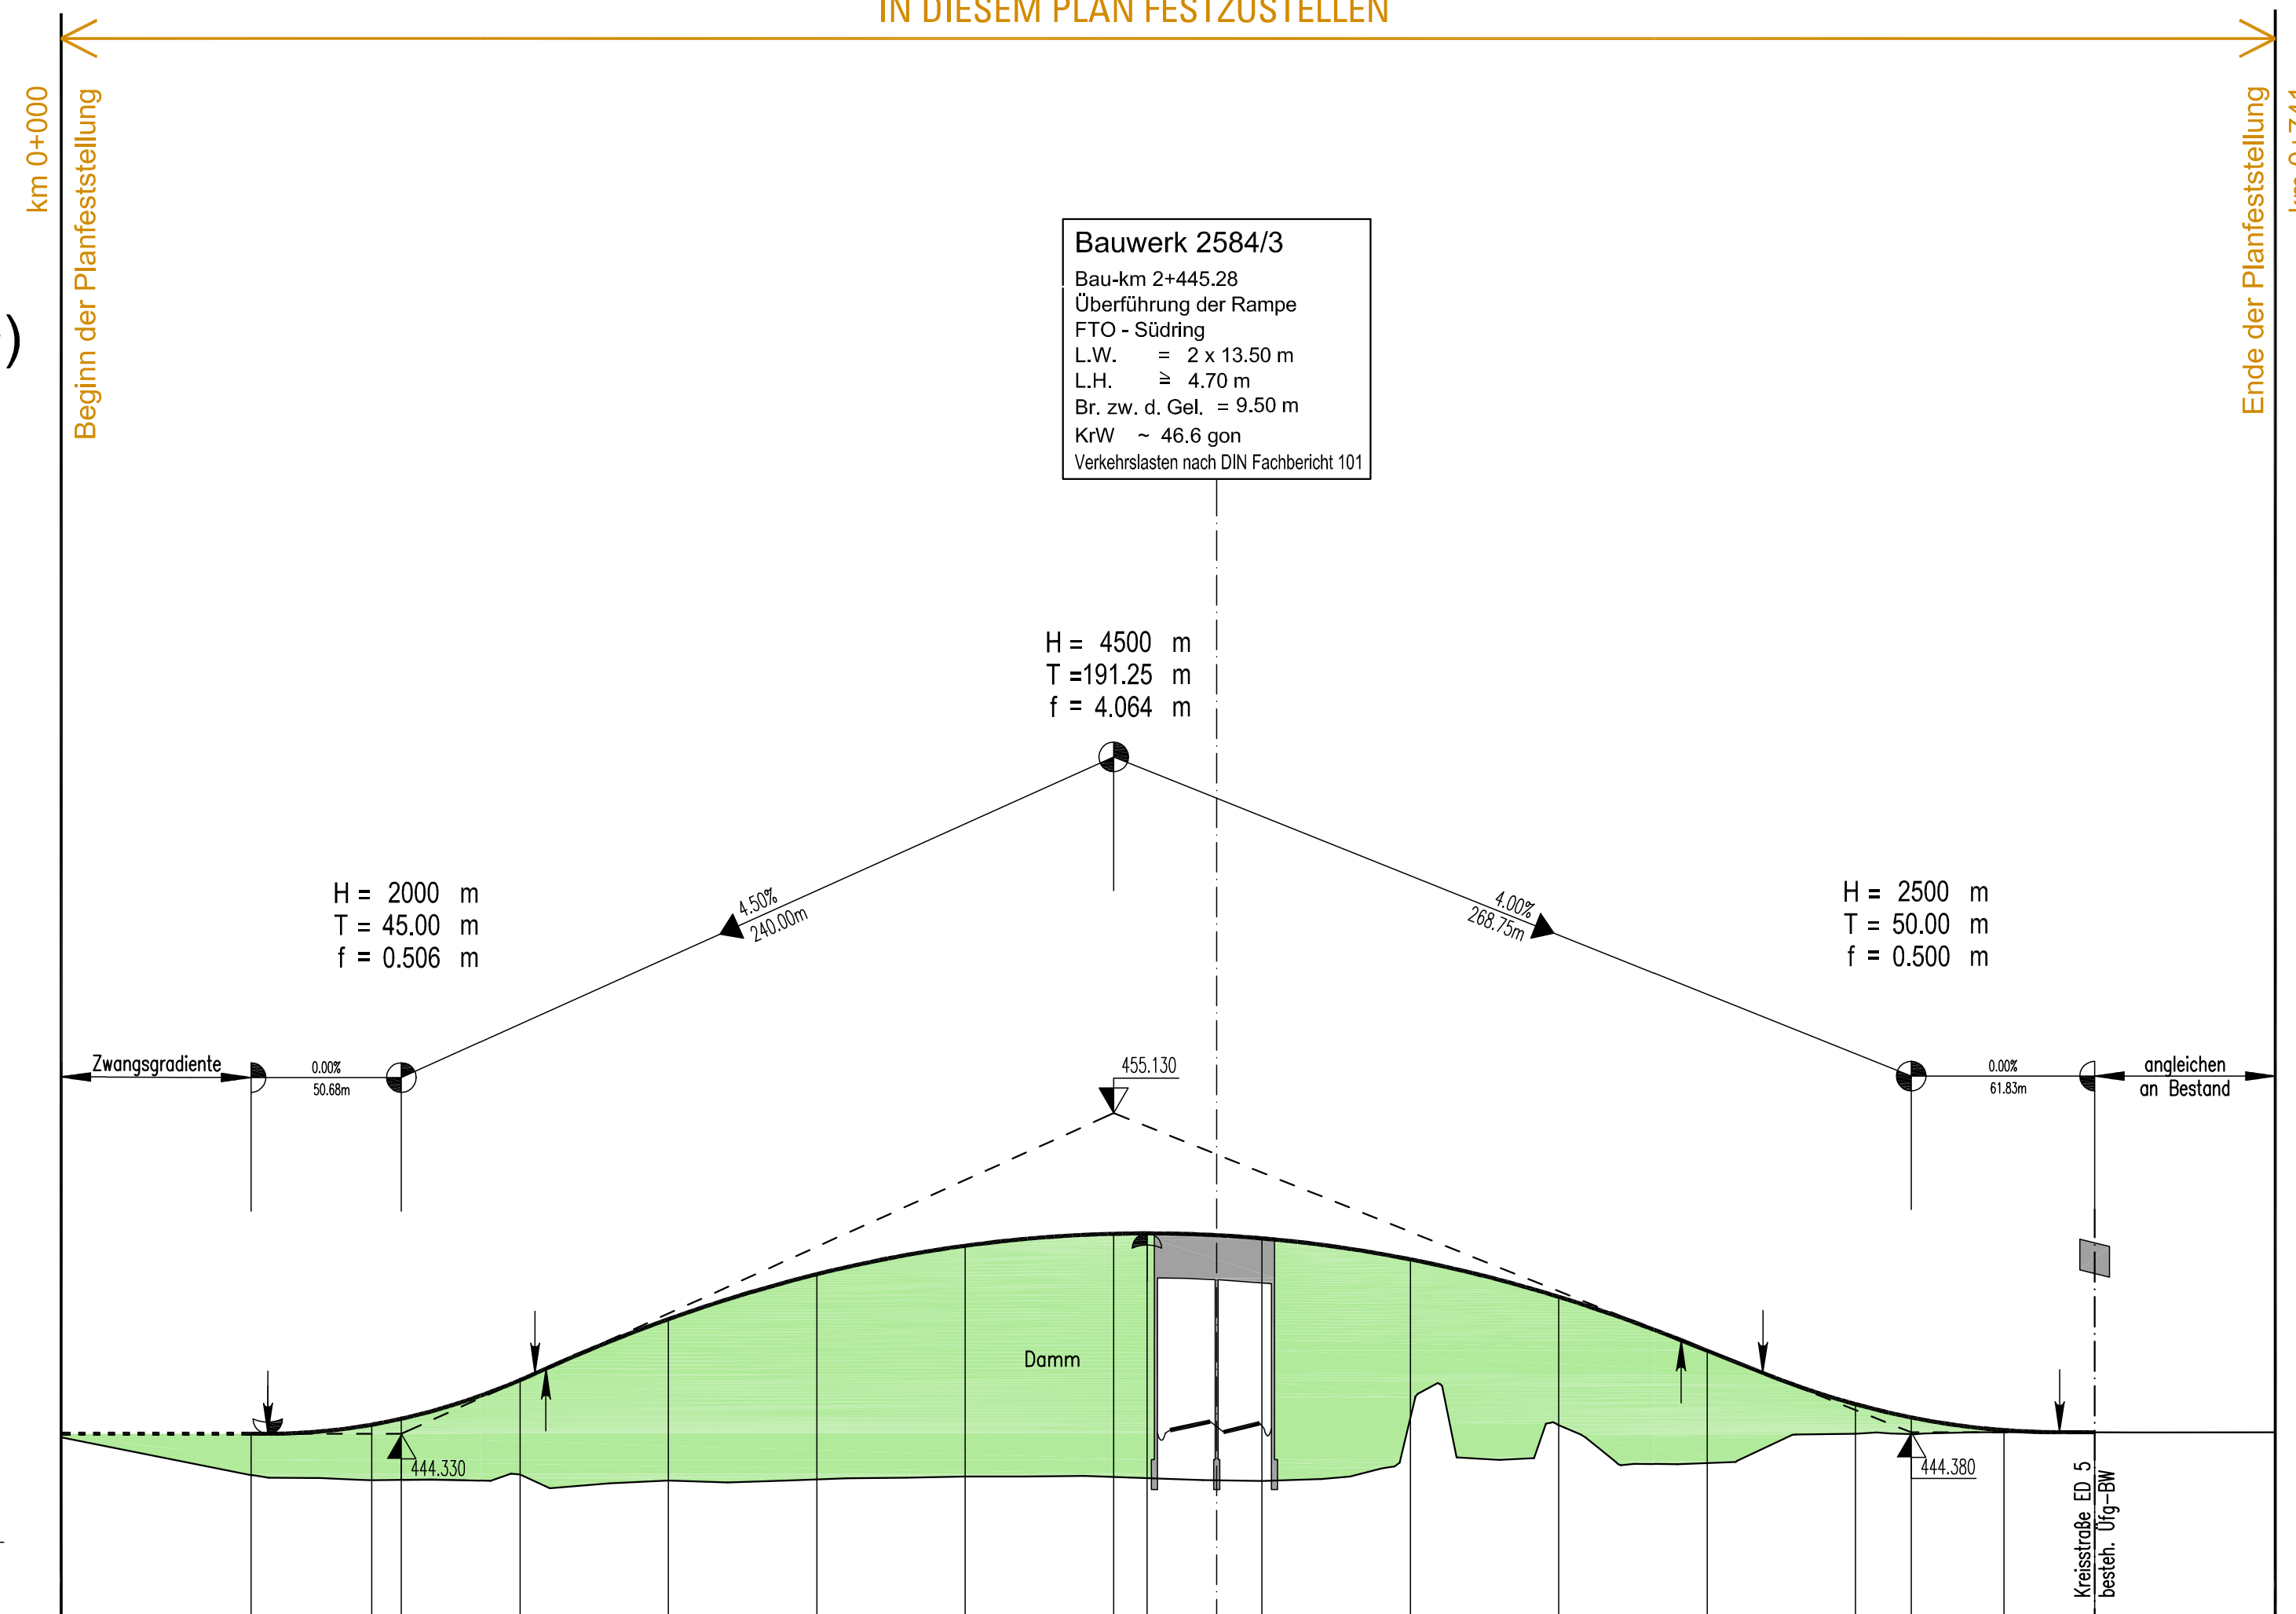 IN DIESEM PLAN FESTZUSTELLEN
km 0+000
Beginn der Planfeststellung
Ende der Planfeststellung
)
Bauwerk 2584/3
Bau-km 2+445.28
Überführung der Rampe
FTO - Südring
L.W. = 2 x 13.50 m
L.H. ≧ 4.70 m
Br. zw. d. Gel. = 9.50 m
KrW ~ 46.6 gon
Verkehrslasten nach DIN Fachbericht 101
H = 4500 m
T =191.25 m
f = 4.064 m
H = 2000 m
T = 45.00 m
f = 0.506 m
4.50%
240.00m
4.00%
268.75m
H = 2500 m
T = 50.00 m
f = 0.500 m
Zwangsgradiente
0.00%
50.68m
455.130
0.00%
61.83m
angleichen
an Bestand
Damm
444.330
444.380
Kreisstraße ED 5
besteh. Üfg-BW